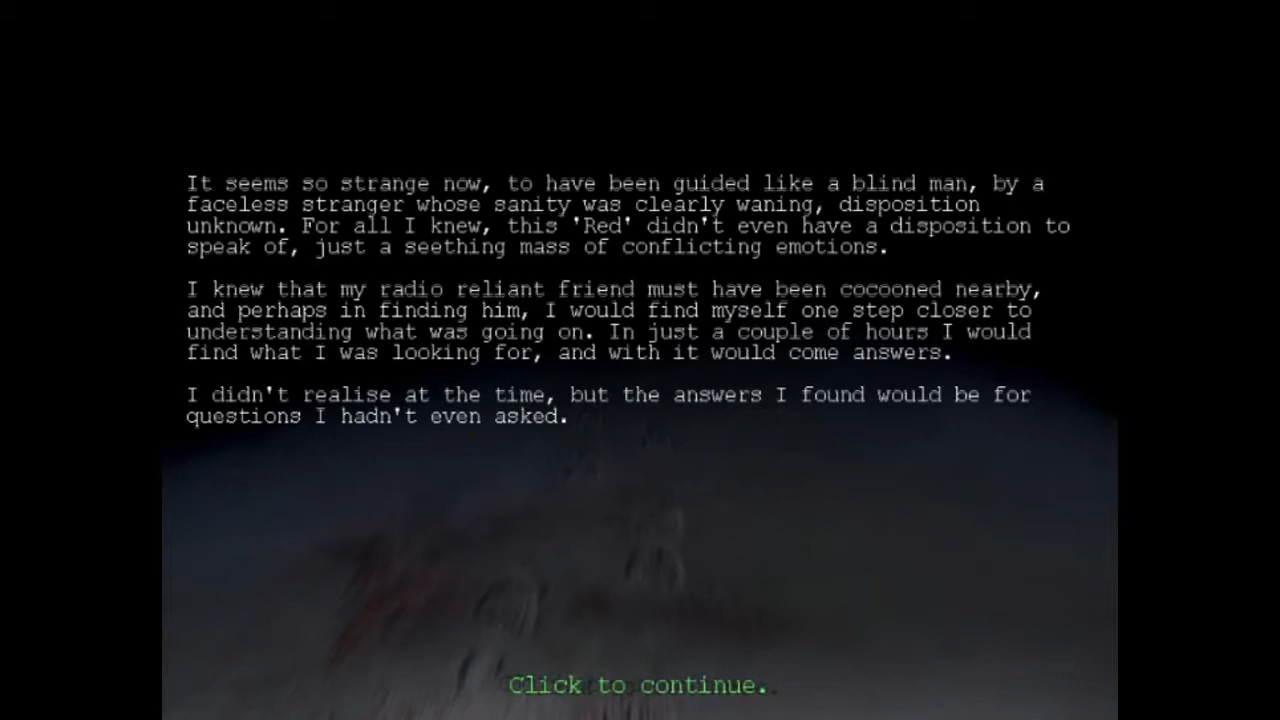 It seems so strange now, to have been guided like a blind man, by a
faceless stranger whose sanity was clearly waning, disposition
unknown. For all I knew, this 'Red' didn't even have a disposition to
speak of, just a seething mass of conflicting emotions.
I knew that my radio reliant friend must have been cocooned nearby,
and perhaps in finding him, I would find myself one step closer to
understanding what was going on. In just a couple of hours I would
find what I was looking for, and with it would come answers.
I didn't realise at the time, but the answers I found would be for
questions I hadn't even asked.
Click to continue.